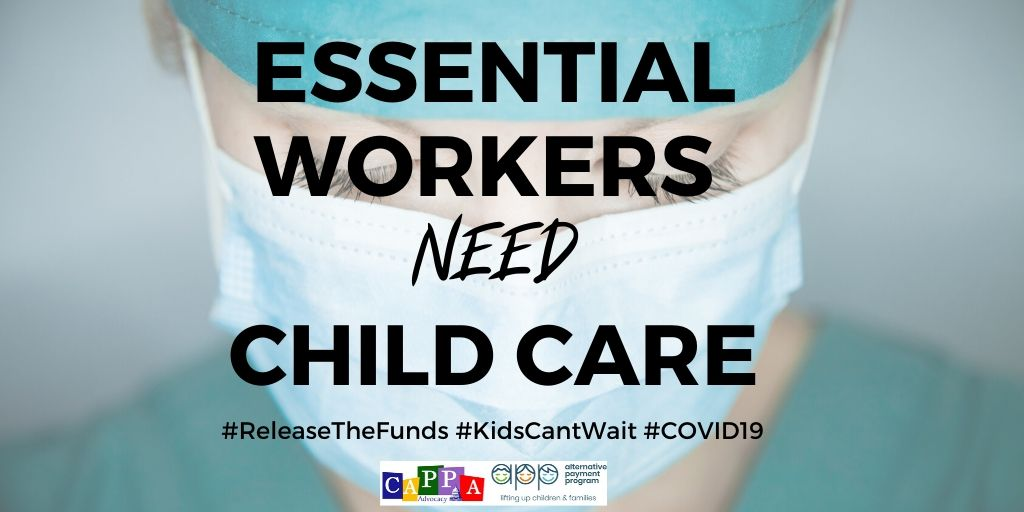 ESSENTIAL
WORKERS
NEED
CHILD CARE
#ReleaseTheFunds #KidsCantWait #COVID19
CAPPA
Advocacy
app
alternative
payment
program
lifting up children & families